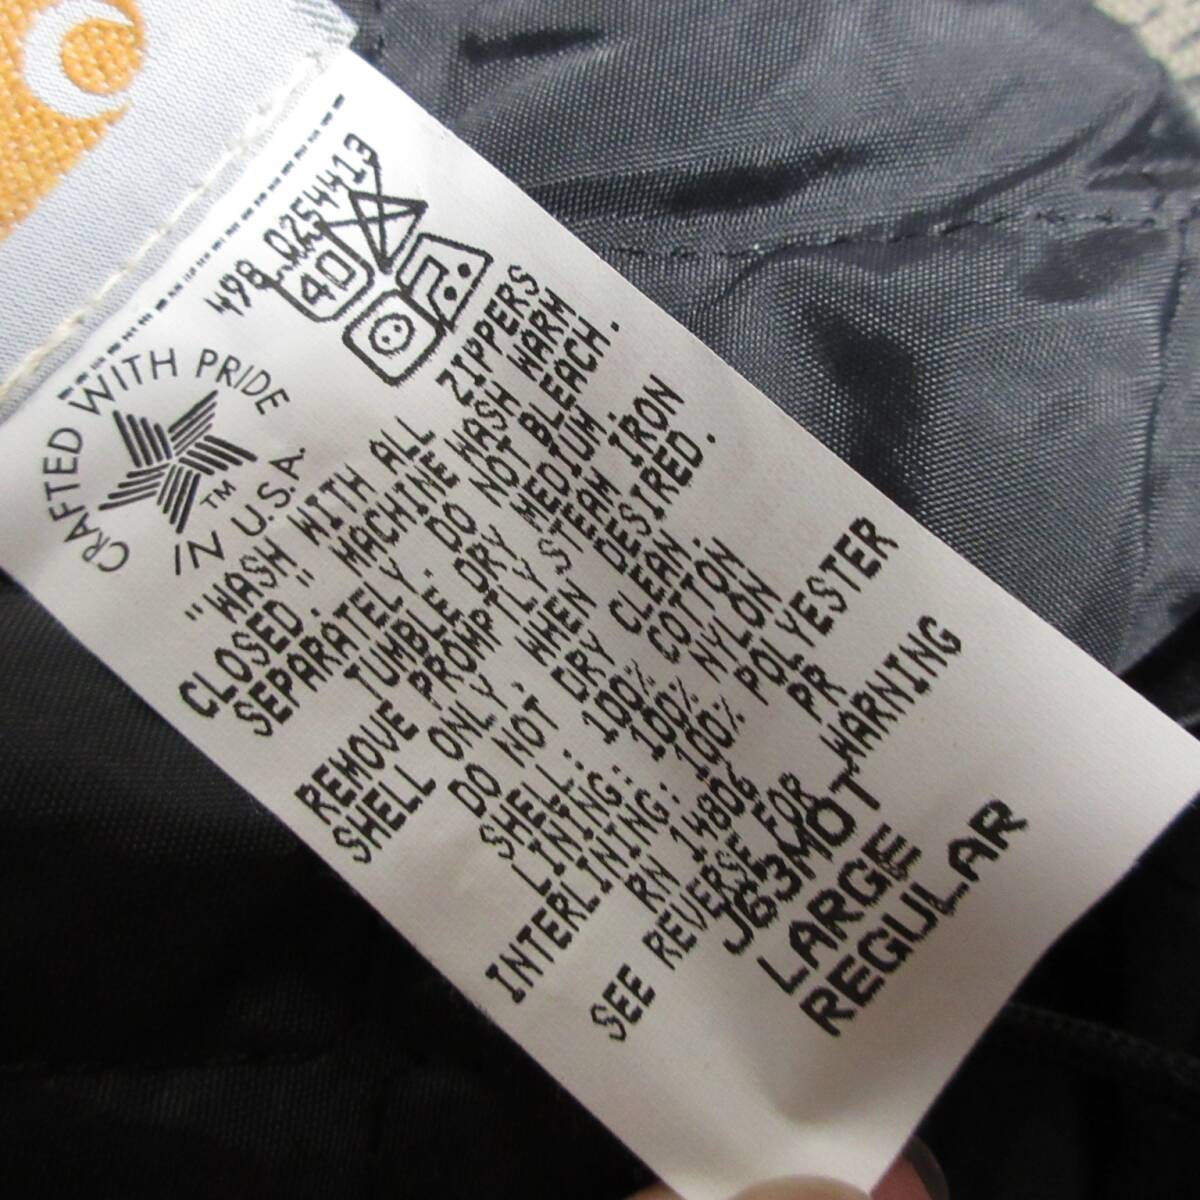 498 0254413
40
CRAFTED WITH PRIDE
IN U.S.A.
TM
"WASH WITH ALL ZIPPERS
CLOSED." MACHINE WASH WARM
SEPARATELY. DO NOT BLEACH.
TUMBLE DRY MEDIUM.
REMOVE PROMPTLY STEAM IRON
SHELL ONLY WHEN DESIRED.
DO NOT DRY CLEAN.
SHELL: 100% COTTON
LINING: 100% NYLON
INTERLINING: 100% POLYESTER
RN 14806 PR
SEE REVERSE FOR WARNING
J63MOT
LARGE
REGULAR